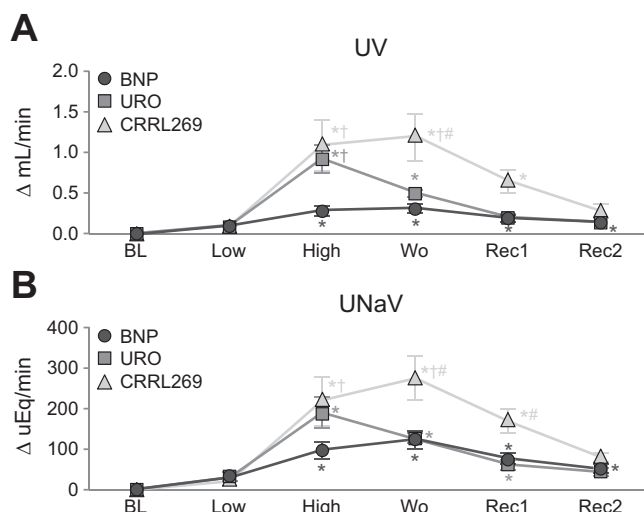 A
UV
2.0
BNP
URO
1.5
CRRL269
*†
*†#
1.0
*†
*
*
0.5
*
*
*
*
0.0
Δ mL/min
BL Low High Wo Rec1 Rec2
B
UNaV
400
BNP
URO
300
CRRL269
*†
*†#
200
*
*#
*
*
100
*
*
*
*
0
Δ uEq/min
BL Low High Wo Rec1 Rec2